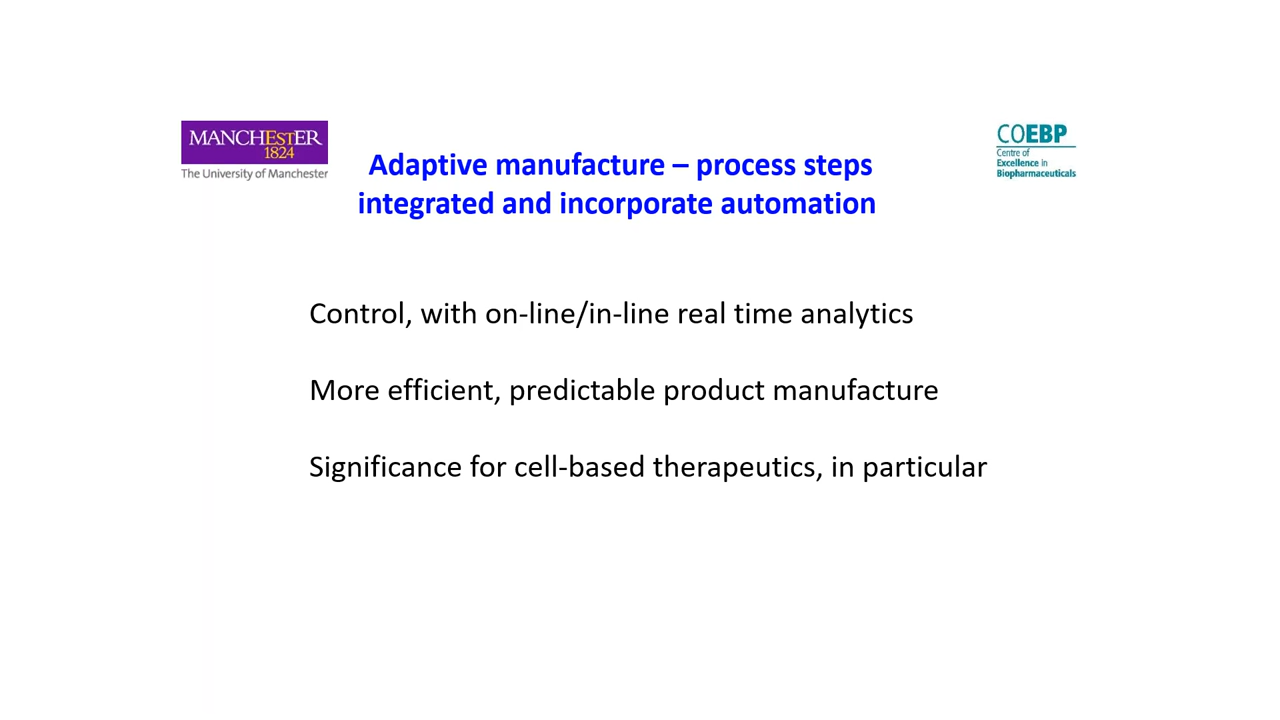 MANCHESTER
1824
The University of Manchester
COEBP
Centre of
Excellence in
Biopharmaceuticals
Adaptive manufacture – process steps
integrated and incorporate automation
Control, with on-line/in-line real time analytics
More efficient, predictable product manufacture
Significance for cell-based therapeutics, in particular